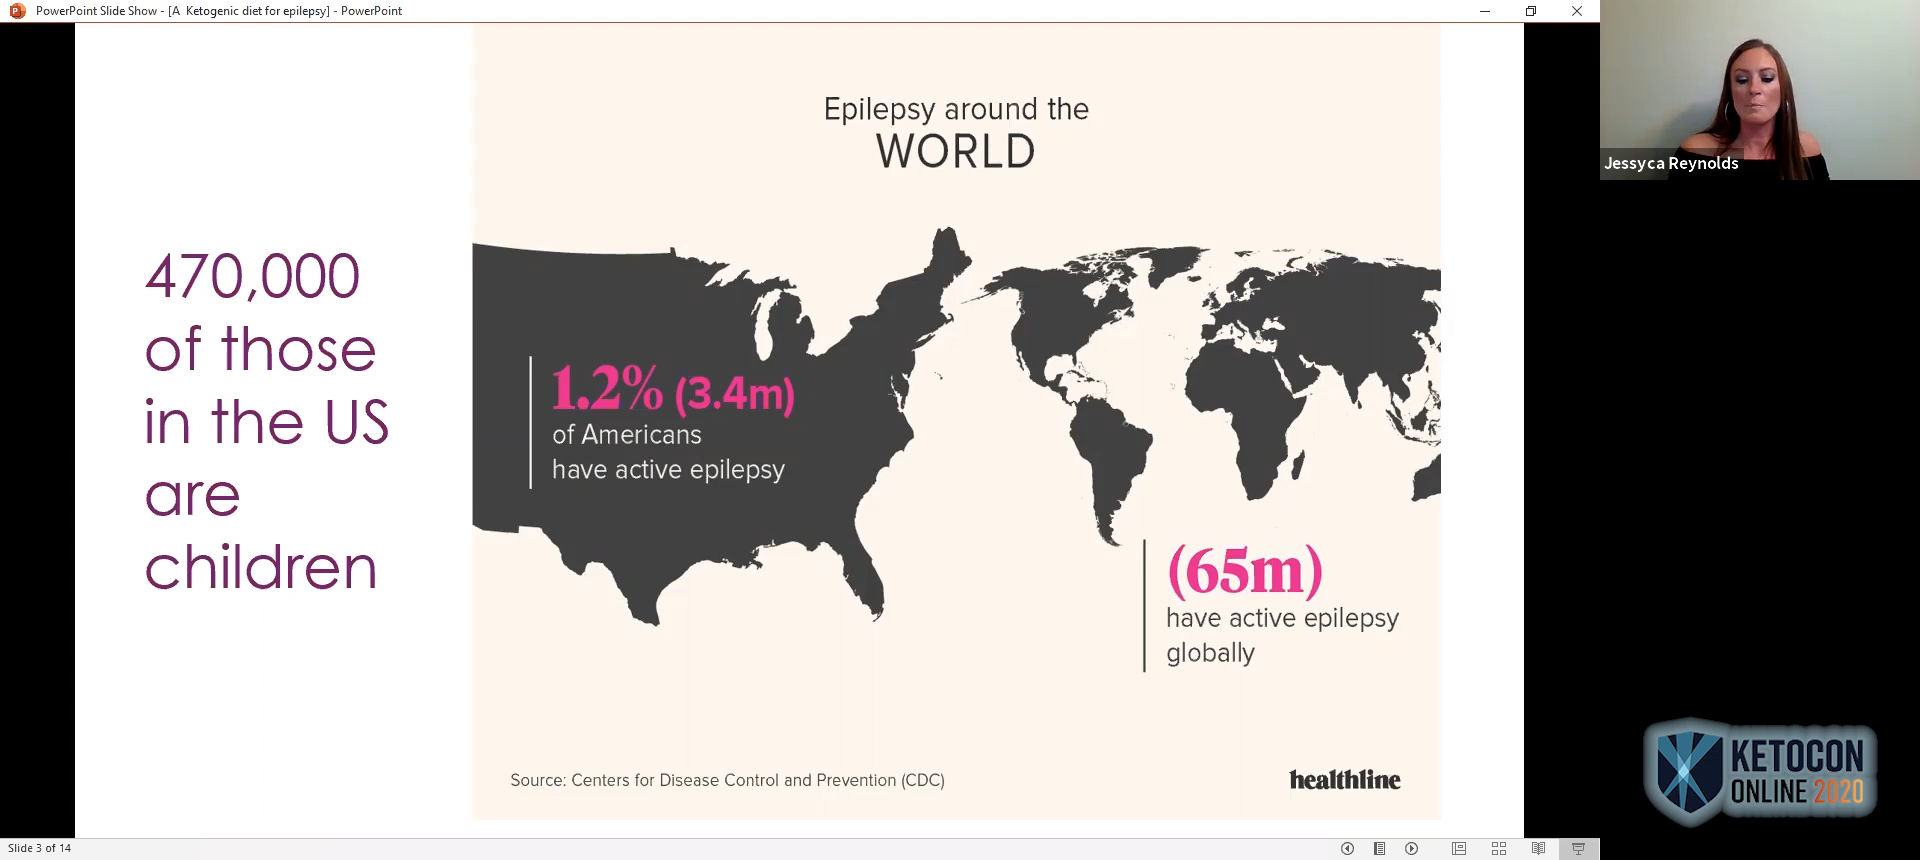 PowerPoint Slide Show - [A  Ketogenic diet for epilepsy] - PowerPoint
470,000
of those
in the US
are
children
Epilepsy around the
WORLD
1.2% (3.4m)
of Americans
have active epilepsy
(65m)
have active epilepsy
globally
Source: Centers for Disease Control and Prevention (CDC)
healthline
Jessyca Reynolds
KETOCON
ONLINE 2020
Slide 3 of 14